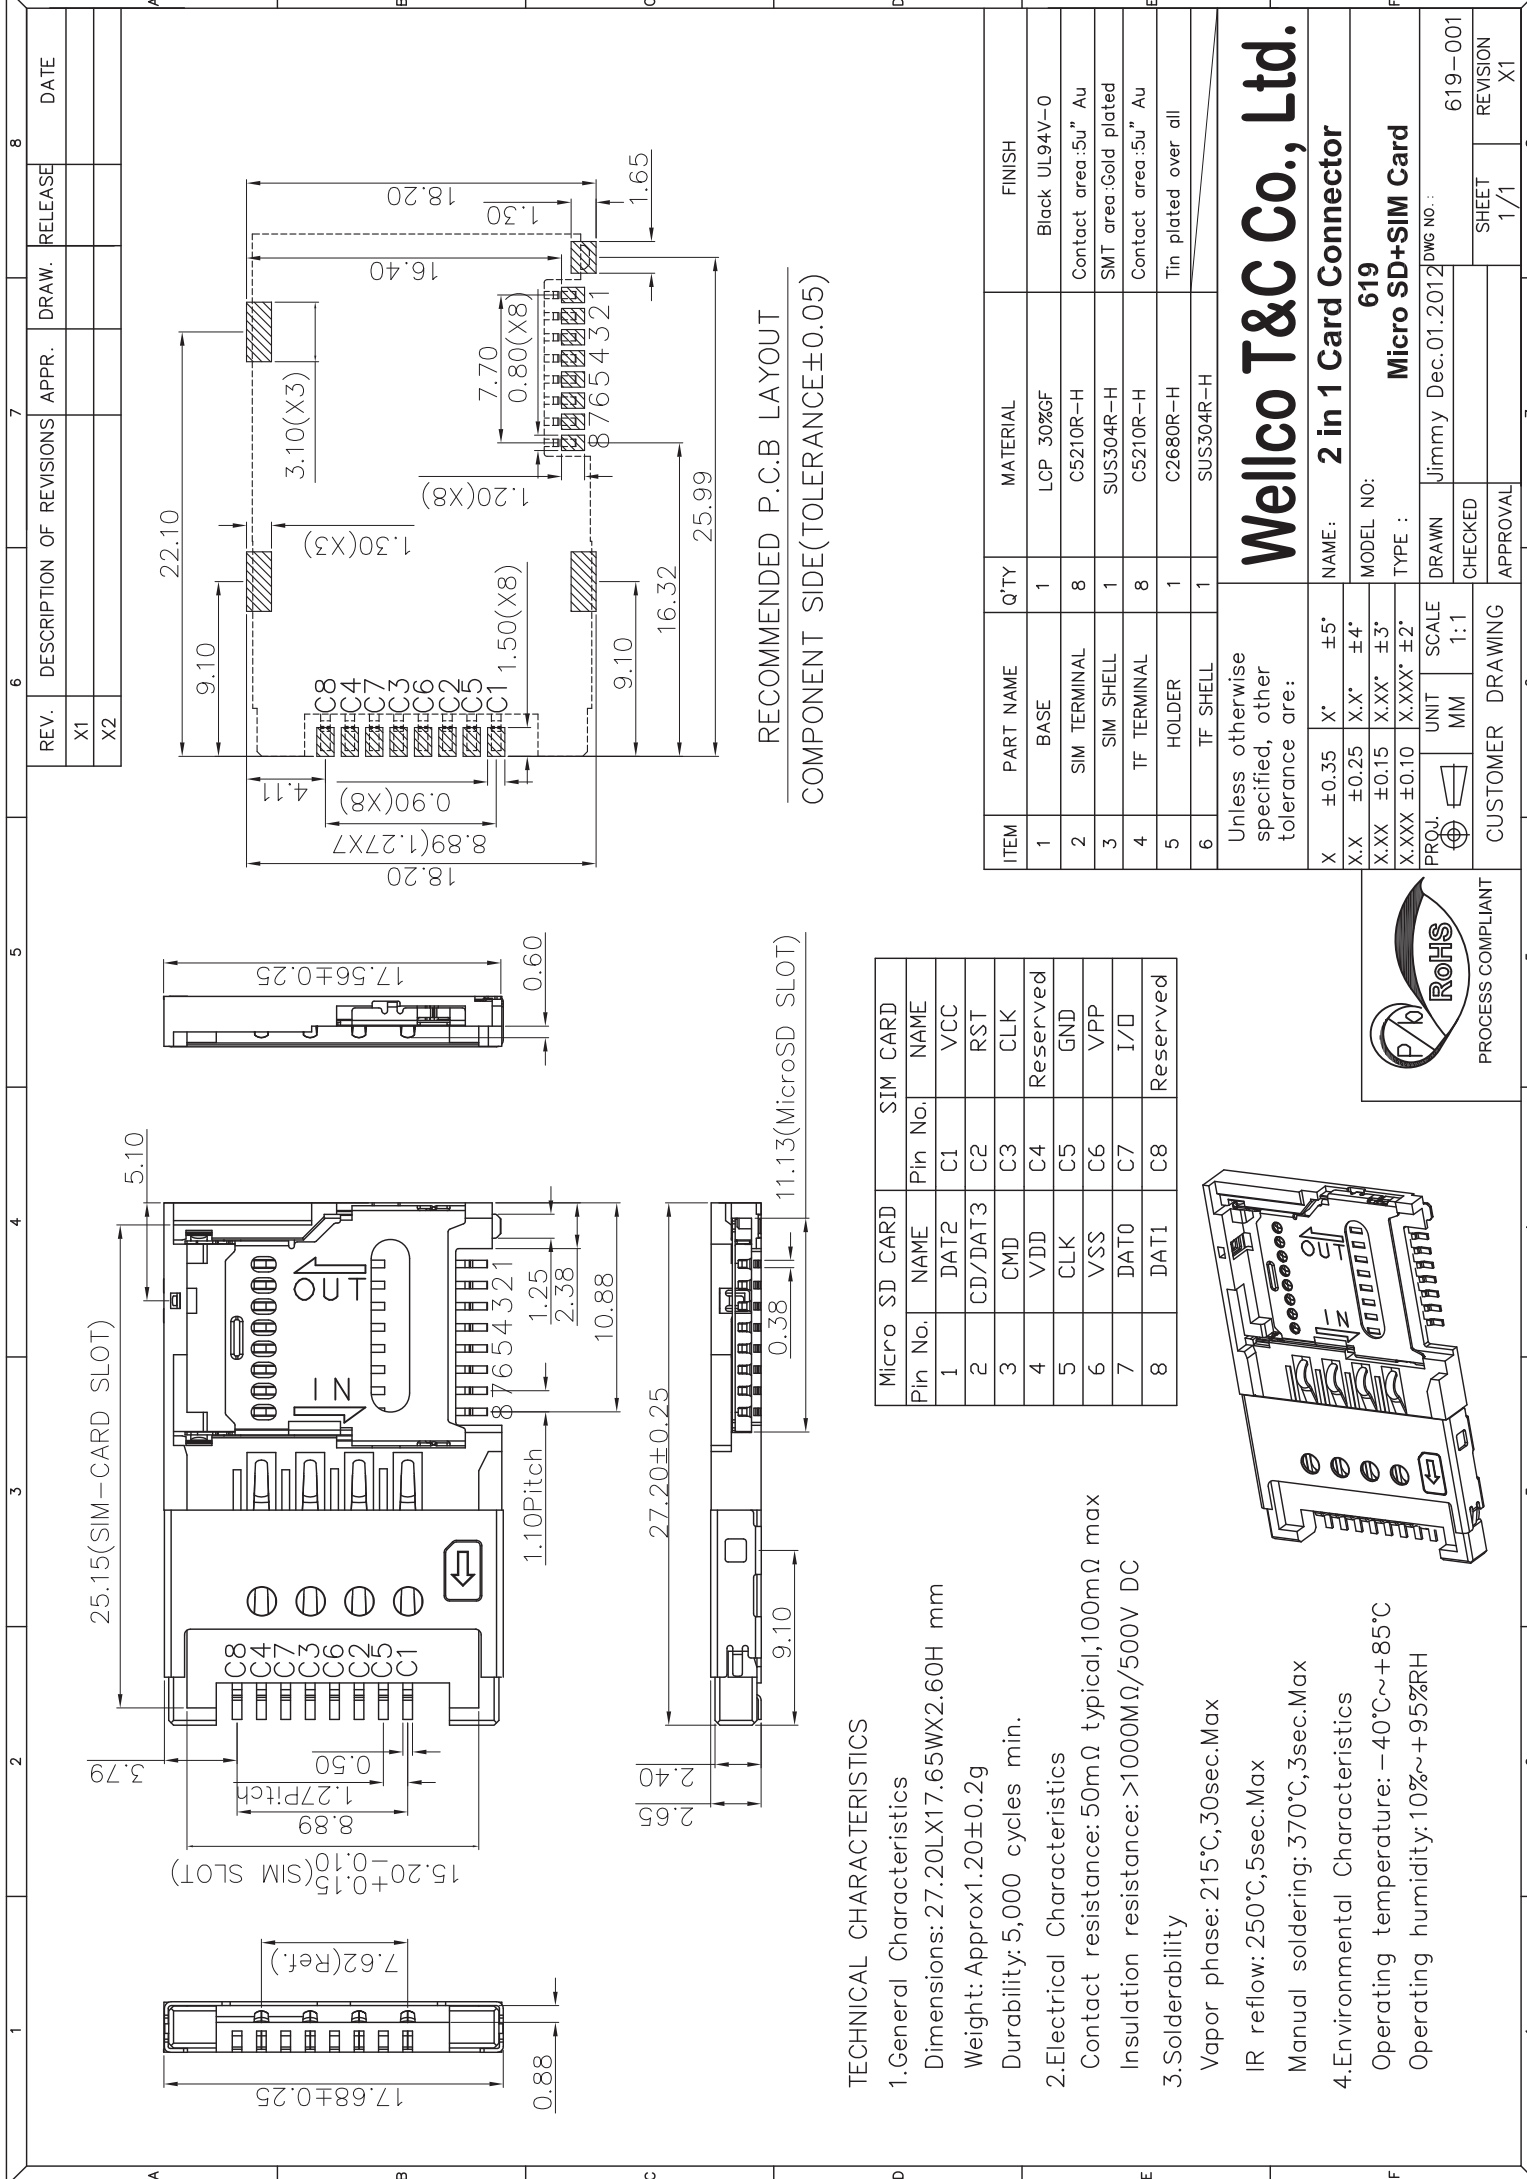 1
2
3
4
5
6
7
8
A
B
C
D
E
F
REV.
DESCRIPTION OF REVISIONS
APPR.
DRAW.
RELEASE
DATE
X1
X2
17.68±0.25
7.62(Ref.)
0.88
25.15(SIM-CARD SLOT)
5.10
3.79
15.20+0.15-0.10(SIM SLOT)
8.89
1.27Pitch
0.50
C8
C4
C7
C3
C6
C2
C5
C1
IN
OUT
8 7 6 5 4 3 2 1
1.10Pitch
1.25
2.38
10.88
17.56±0.25
0.60
27.20±0.25
2.65
2.40
9.10
0.38
11.13(MicroSD SLOT)
22.10
9.10
3.10(X3)
1.30(X3)
16.40
18.20
1.30
1.65
7.70
0.80(X8)
1.20(X8)
8 7 6 5 4 3 2 1
4.11
0.90(X8)
8.89(1.27X7
18.20
C8
C4
C7
C3
C6
C2
C5
C1
1.50(X8)
9.10
16.32
25.99
RECOMMENDED P.C.B LAYOUT
COMPONENT SIDE(TOLERANCE±0.05)
TECHNICAL CHARACTERISTICS
1.General Characteristics
Dimensions: 27.20LX17.65WX2.60H mm
Weight: Approx1.20±0.2g
Durability: 5,000 cycles min.
2.Electrical Characteristics
Contact resistance: 50mΩ typical,100mΩ max
Insulation resistance: >1000MΩ/500V DC
3.Solderability
Vapor phase: 215°C,30sec.Max
IR reflow: 250°C,5sec.Max
Manual soldering: 370°C,3sec.Max
4.Environmental Characteristics
Operating temperature: -40°C~+85°C
Operating humidity: 10%~+95%RH
Micro SD CARD SIM CARD
Pin No. NAME Pin No. NAME
1 DAT2 C1 VCC
2 CD/DAT3 C2 RST
3 CMD C3 CLK
4 VDD C4 Reserved
5 CLK C5 GND
6 VSS C6 VPP
7 DAT0 C7 I/O
8 DAT1 C8 Reserved
IN
OUT
Pb
RoHS
PROCESS COMPLIANT
ITEM PART NAME Q'TY MATERIAL FINISH
1 BASE 1 LCP 30%GF Black UL94V-0
2 SIM TERMINAL 8 C5210R-H Contact area:5u" Au
3 SIM SHELL 1 SUS304R-H SMT area:Gold plated
4 TF TERMINAL 8 C5210R-H Contact area:5u" Au
5 HOLDER 1 C2680R-H Tin plated over all
6 TF SHELL 1 SUS304R-H
Unless otherwise
specified, other
tolerance are:
X ±0.35 X° ±5°
X.X ±0.25 X.X° ±4°
X.XX ±0.15 X.XX° ±3°
X.XXX ±0.10 X.XXX° ±2°
PROJ.
UNIT
MM
SCALE
1:1
CUSTOMER DRAWING
Wellco T&C Co., Ltd.
NAME: 2 in 1 Card Connector
MODEL NO: 619
TYPE : Micro SD+SIM Card
DRAWN Jimmy Dec.01.2012
CHECKED
APPROVAL
DWG NO.:
619-001
SHEET
1/1
REVISION
X1